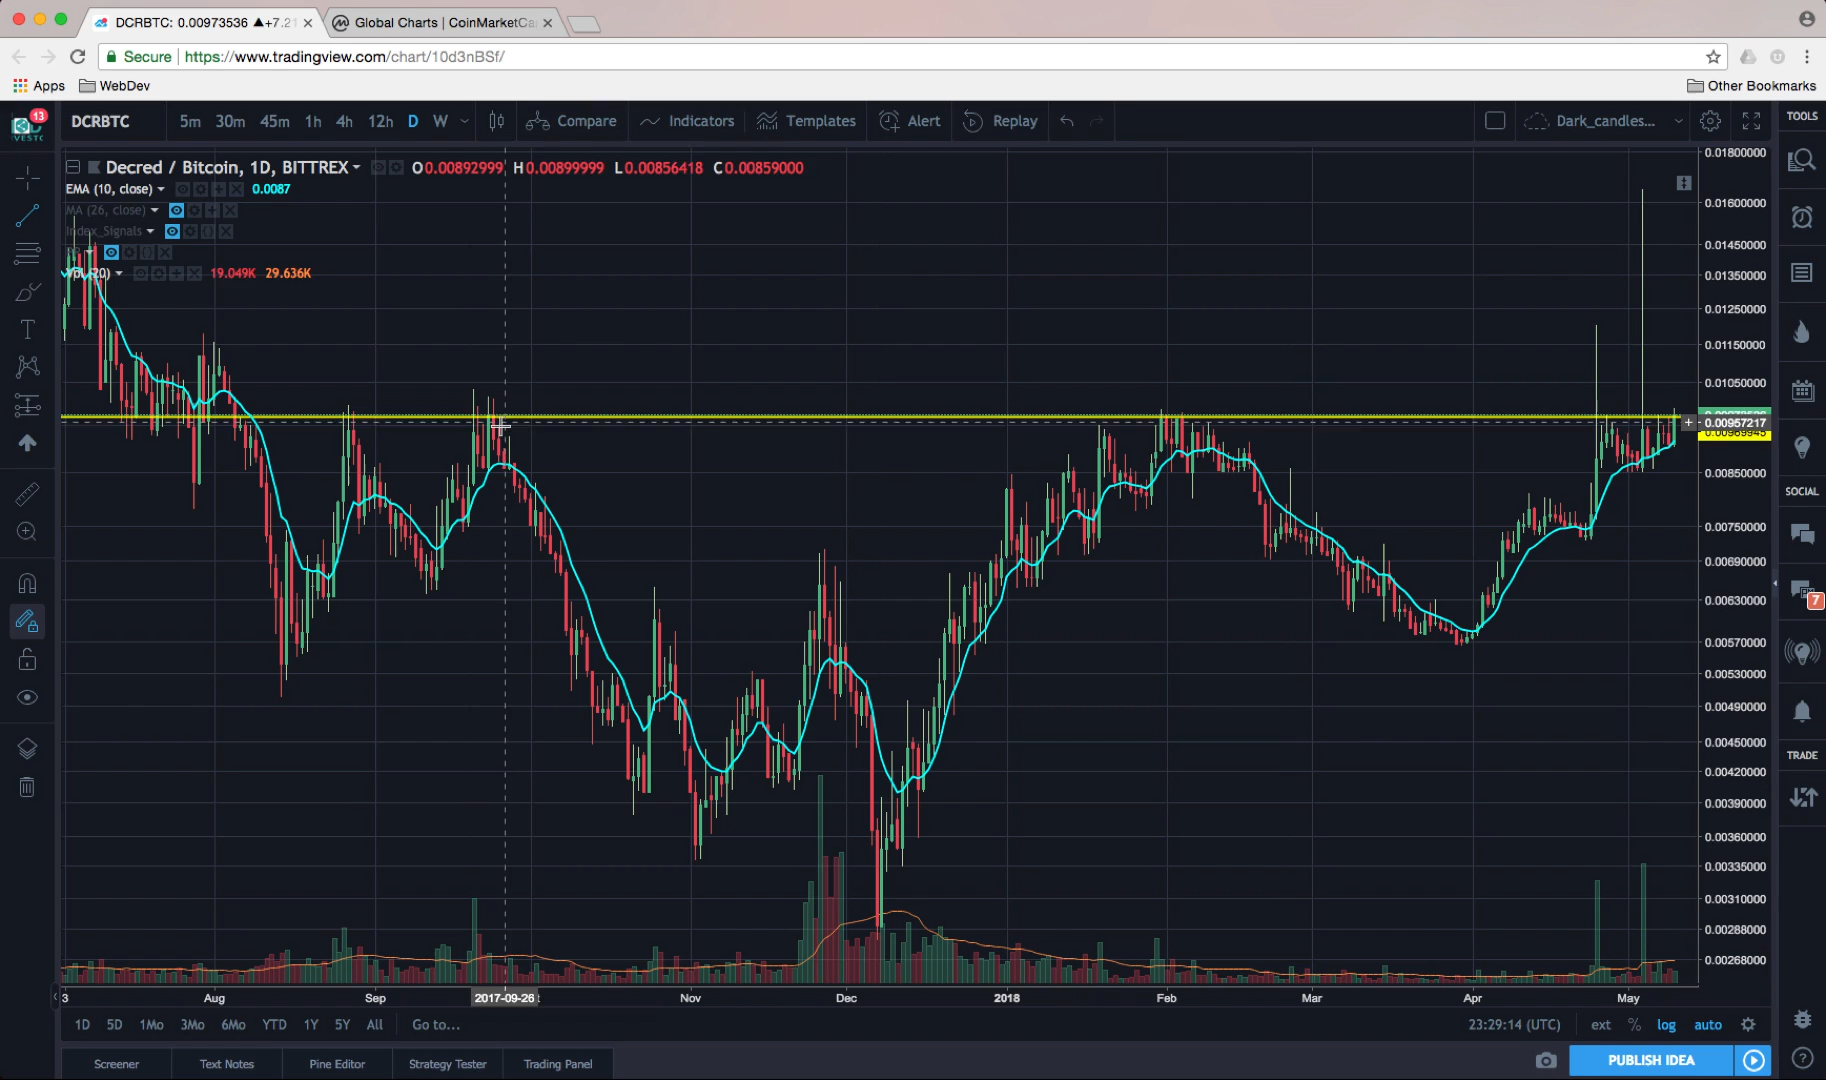 DCRBTC: 0.00973536 ▲+7.21
Global Charts | CoinMarketCa
Secure | https://www.tradingview.com/chart/10d3nBSf/
Apps WebDev Other Bookmarks
13 DCRBTC 5m 30m 45m 1h 4h 12h D W Compare Indicators Templates Alert Replay Dark_candles... TOOLS
Decred / Bitcoin, 1D, BITTREX O0.00892999 H0.00899999 L0.00856418 C0.00859000
EMA (10, close) 0.0087
MA (26, close)
Index_Signals
Vol (20) 19.049K 29.636K
0.01800000
0.01600000
0.01450000
0.01350000
0.01250000
0.01150000
0.01050000
0.00957217
0.00850000
0.00750000
0.00690000
0.00630000
0.00570000
0.00530000
0.00490000
0.00450000
0.00420000
0.00390000
0.00360000
0.00335000
0.00310000
0.00288000
0.00268000
SOCIAL
7
TRADE
3 Aug Sep 2017-09-26 Nov Dec 2018 Feb Mar Apr May
1D 5D 1Mo 3Mo 6Mo YTD 1Y 5Y All Go to... 23:29:14 (UTC) ext % log auto
Screener Text Notes Pine Editor Strategy Tester Trading Panel PUBLISH IDEA